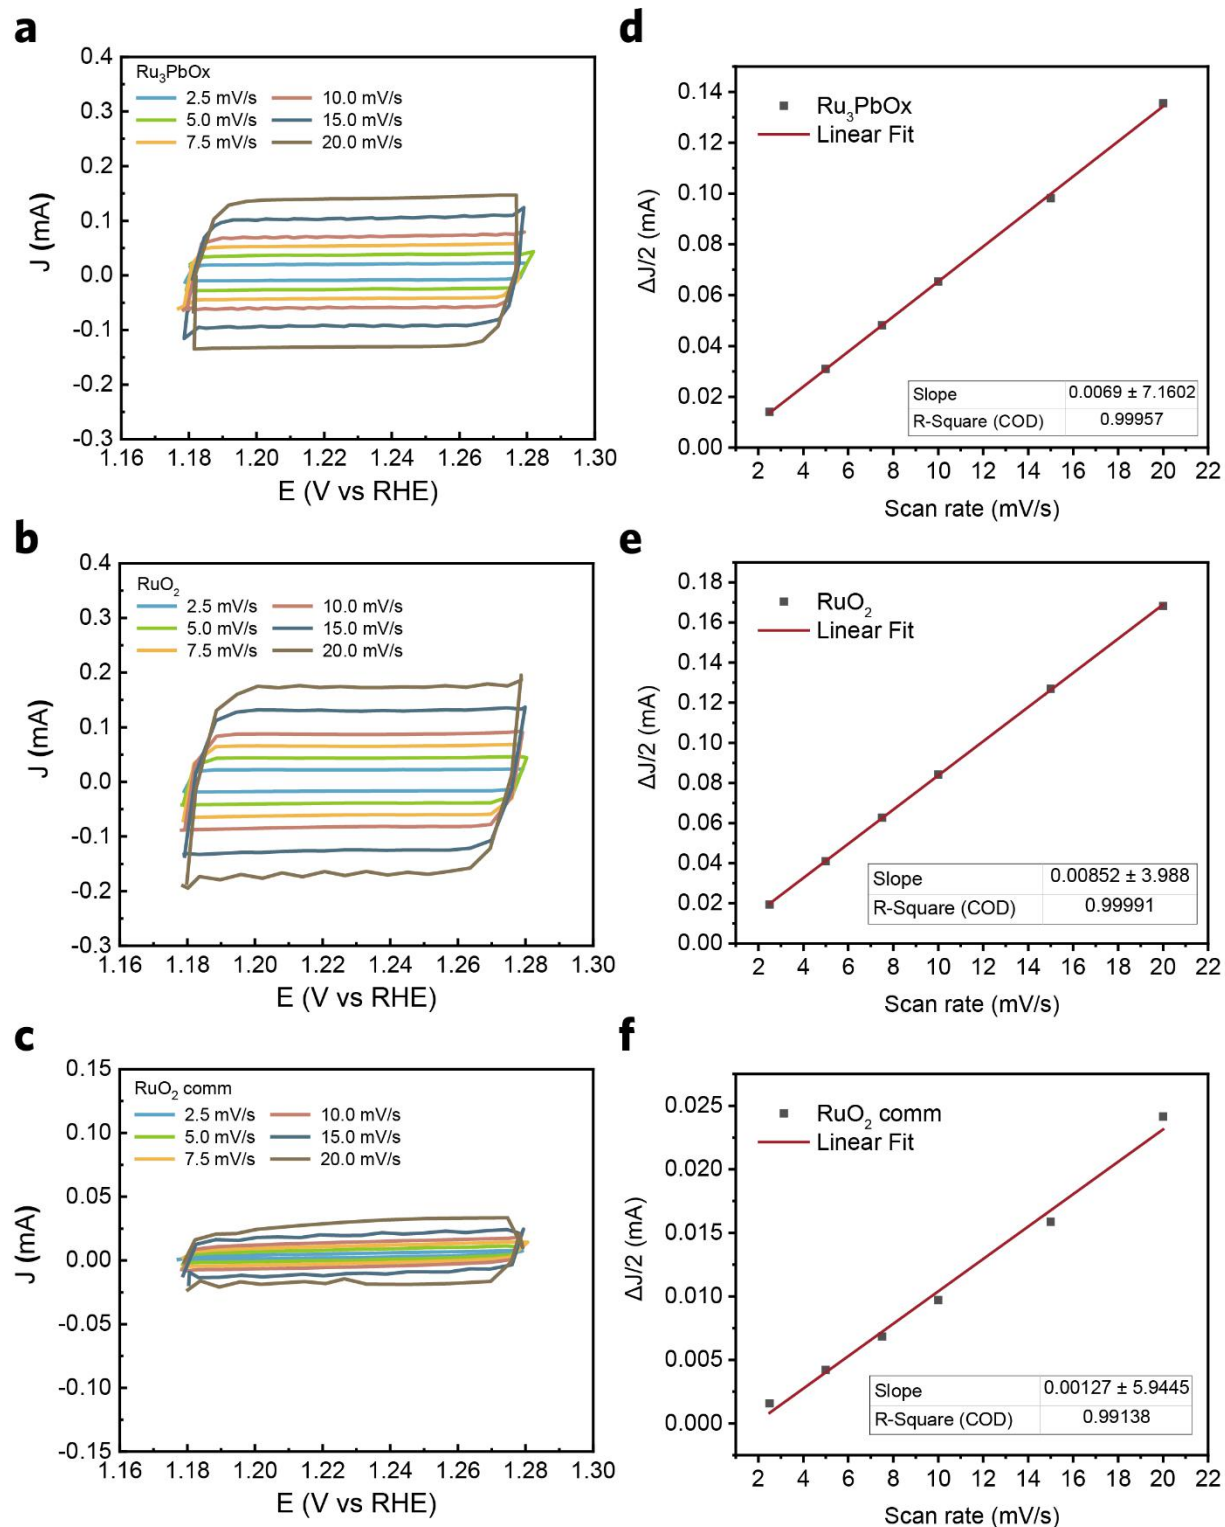 a
Ru₃PbOx
2.5 mV/s 10.0 mV/s
5.0 mV/s 15.0 mV/s
7.5 mV/s 20.0 mV/s
0.4
0.3
0.2
0.1
0.0
-0.1
-0.2
-0.3
J (mA)
1.16 1.18 1.20 1.22 1.24 1.26 1.28 1.30
E (V vs RHE)
d
Ru₃PbOx
Linear Fit
0.14
0.12
0.10
0.08
0.06
0.04
0.02
0.00
ΔJ/2 (mA)
Slope 0.0069 ± 7.1602
R-Square (COD) 0.99957
2 4 6 8 10 12 14 16 18 20 22
Scan rate (mV/s)
b
RuO₂
2.5 mV/s 10.0 mV/s
5.0 mV/s 15.0 mV/s
7.5 mV/s 20.0 mV/s
0.4
0.3
0.2
0.1
0.0
-0.1
-0.2
-0.3
J (mA)
1.16 1.18 1.20 1.22 1.24 1.26 1.28 1.30
E (V vs RHE)
e
RuO₂
Linear Fit
0.18
0.16
0.14
0.12
0.10
0.08
0.06
0.04
0.02
0.00
ΔJ/2 (mA)
Slope 0.00852 ± 3.988
R-Square (COD) 0.99991
2 4 6 8 10 12 14 16 18 20 22
Scan rate (mV/s)
c
RuO₂ comm
2.5 mV/s 10.0 mV/s
5.0 mV/s 15.0 mV/s
7.5 mV/s 20.0 mV/s
0.15
0.10
0.05
0.00
-0.05
-0.10
-0.15
J (mA)
1.16 1.18 1.20 1.22 1.24 1.26 1.28 1.30
E (V vs RHE)
f
RuO₂ comm
Linear Fit
0.025
0.020
0.015
0.010
0.005
0.000
ΔJ/2 (mA)
Slope 0.00127 ± 5.9445
R-Square (COD) 0.99138
2 4 6 8 10 12 14 16 18 20 22
Scan rate (mV/s)